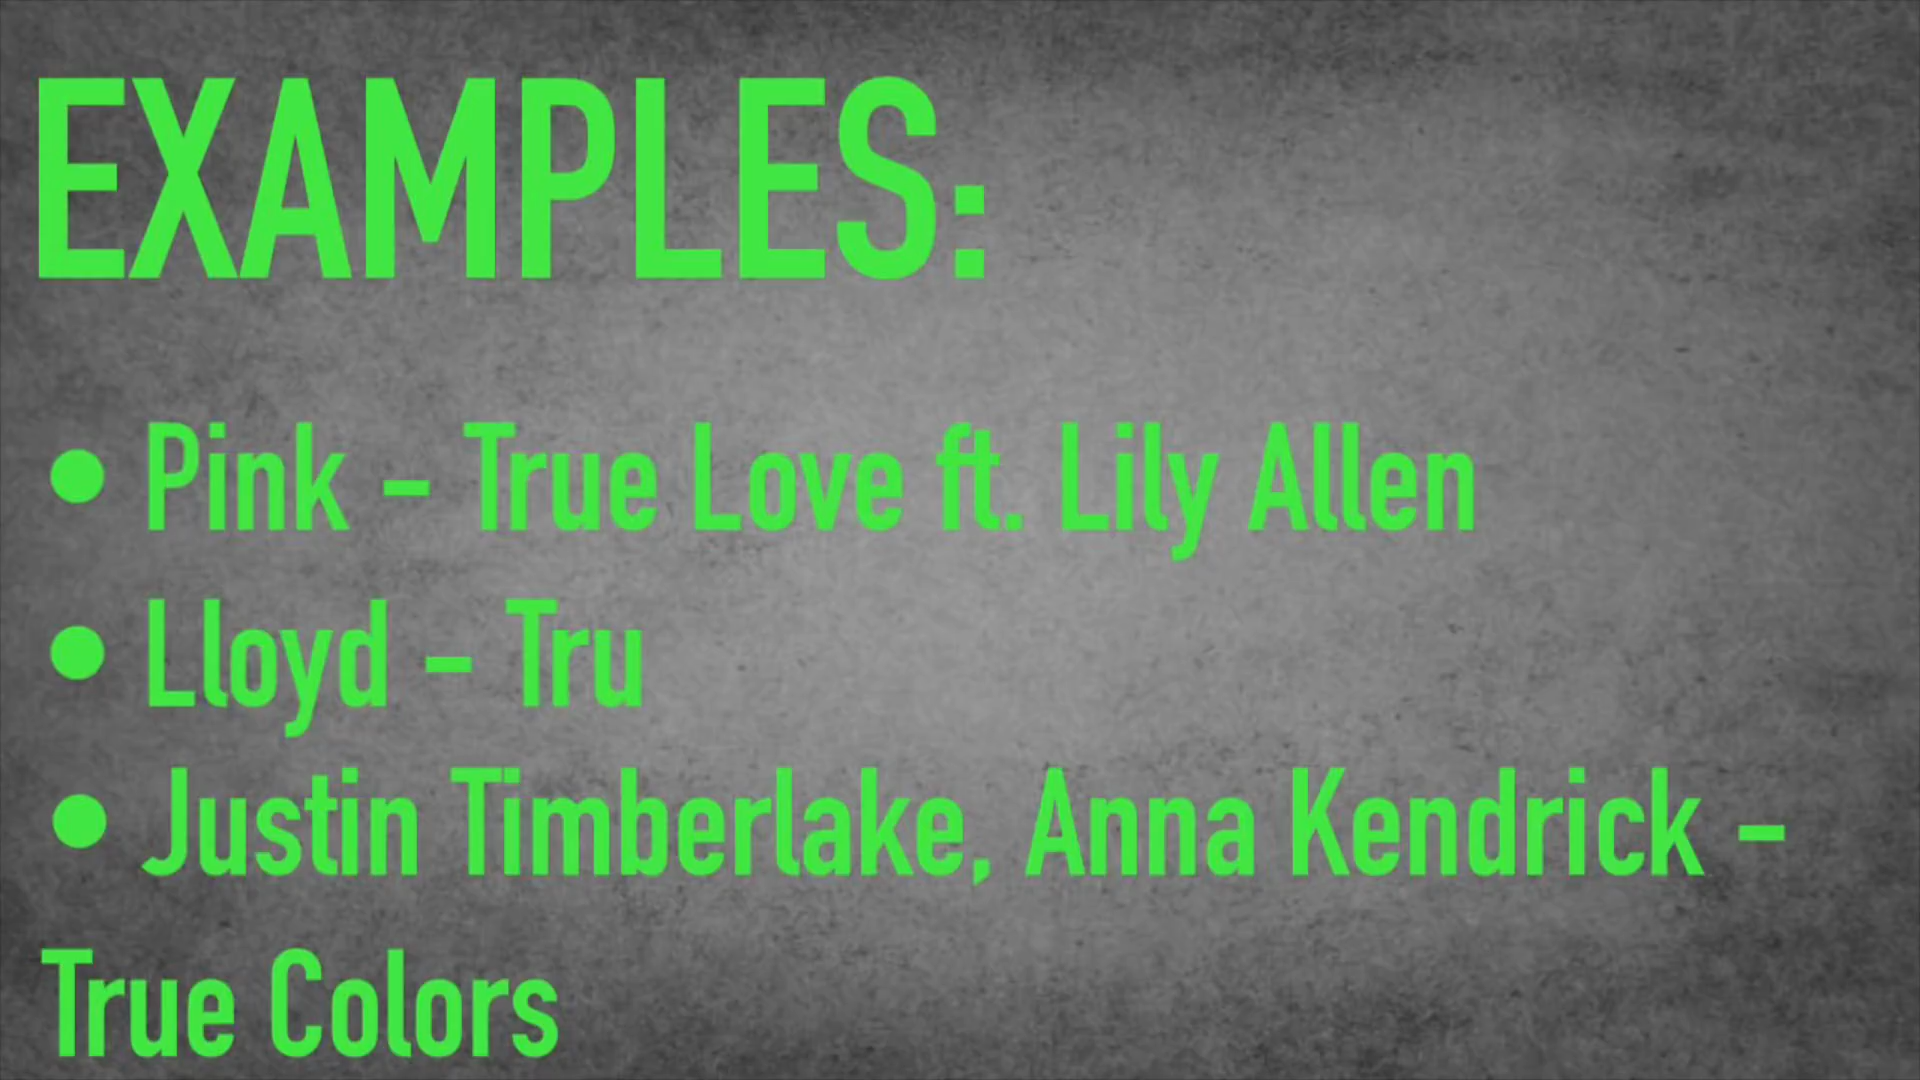 EXAMPLES:
• Pink – True Love ft. Lily Allen
• Lloyd – Tru
• Justin Timberlake, Anna Kendrick –
True Colors